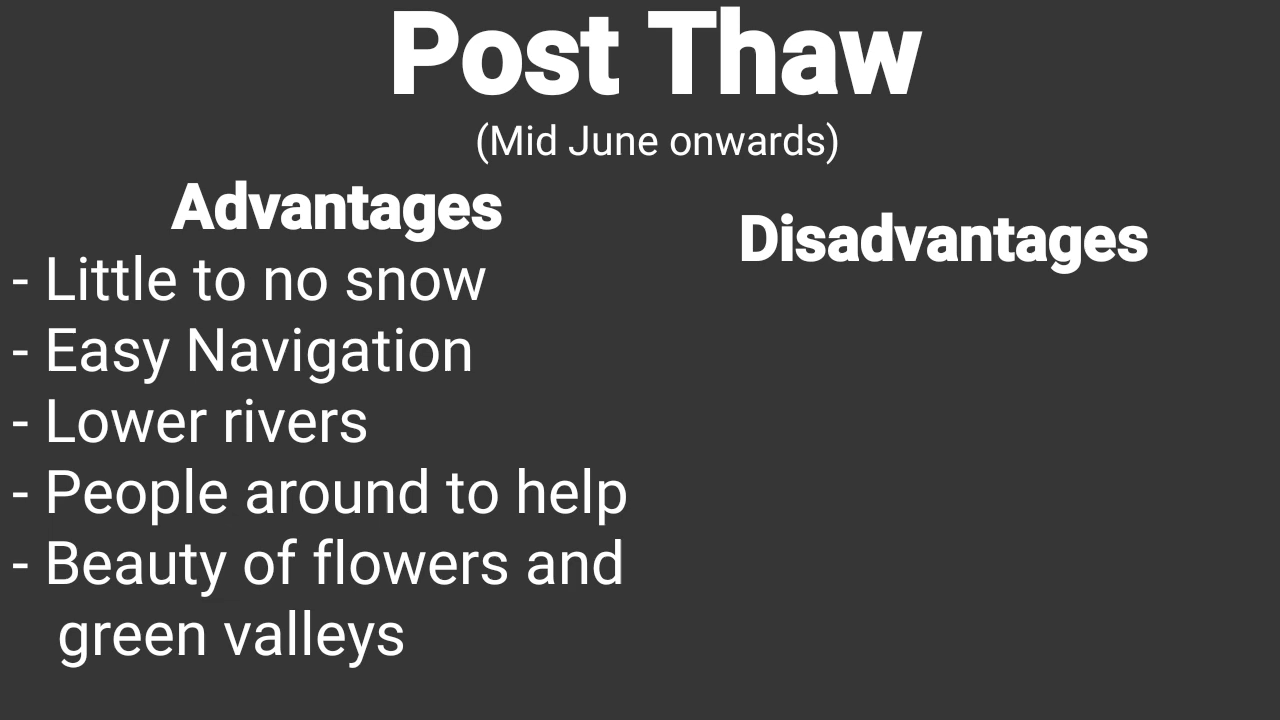 Post Thaw
(Mid June onwards)
Advantages
- Little to no snow
- Easy Navigation
- Lower rivers
- People around to help
- Beauty of flowers and
green valleys
Disadvantages